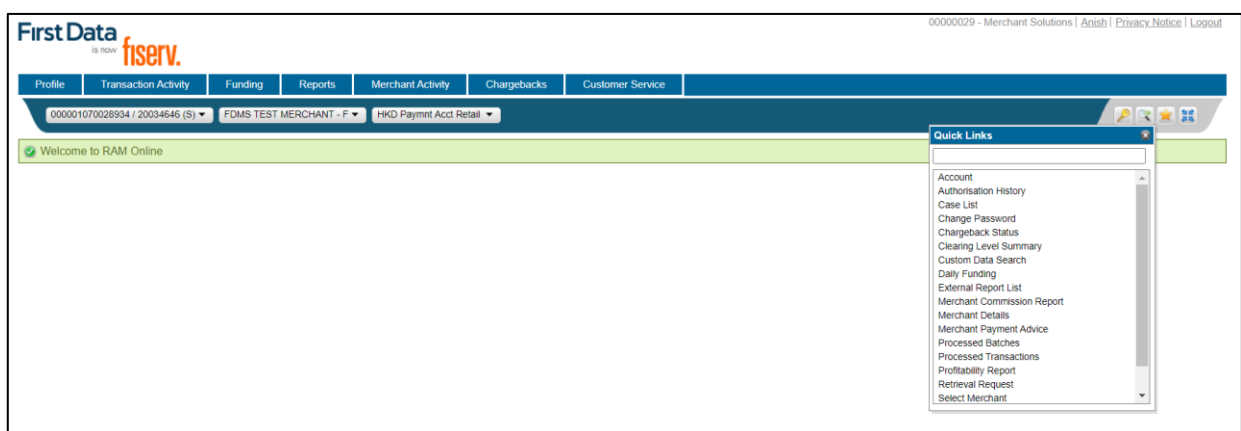 00000029 - Merchant Solutions | Anish | Privacy Notice | Logout
First Data
is now fiserv.
Profile Transaction Activity Funding Reports Merchant Activity Chargebacks Customer Service
000001070028934 / 20034646 (S) FDMS TEST MERCHANT - F HKD Paymnt Acct Retail
Quick Links
Welcome to RAM Online
Account
Authorisation History
Case List
Change Password
Chargeback Status
Clearing Level Summary
Custom Data Search
Daily Funding
External Report List
Merchant Commission Report
Merchant Details
Merchant Payment Advice
Processed Batches
Processed Transactions
Profitability Report
Retrieval Request
Select Merchant